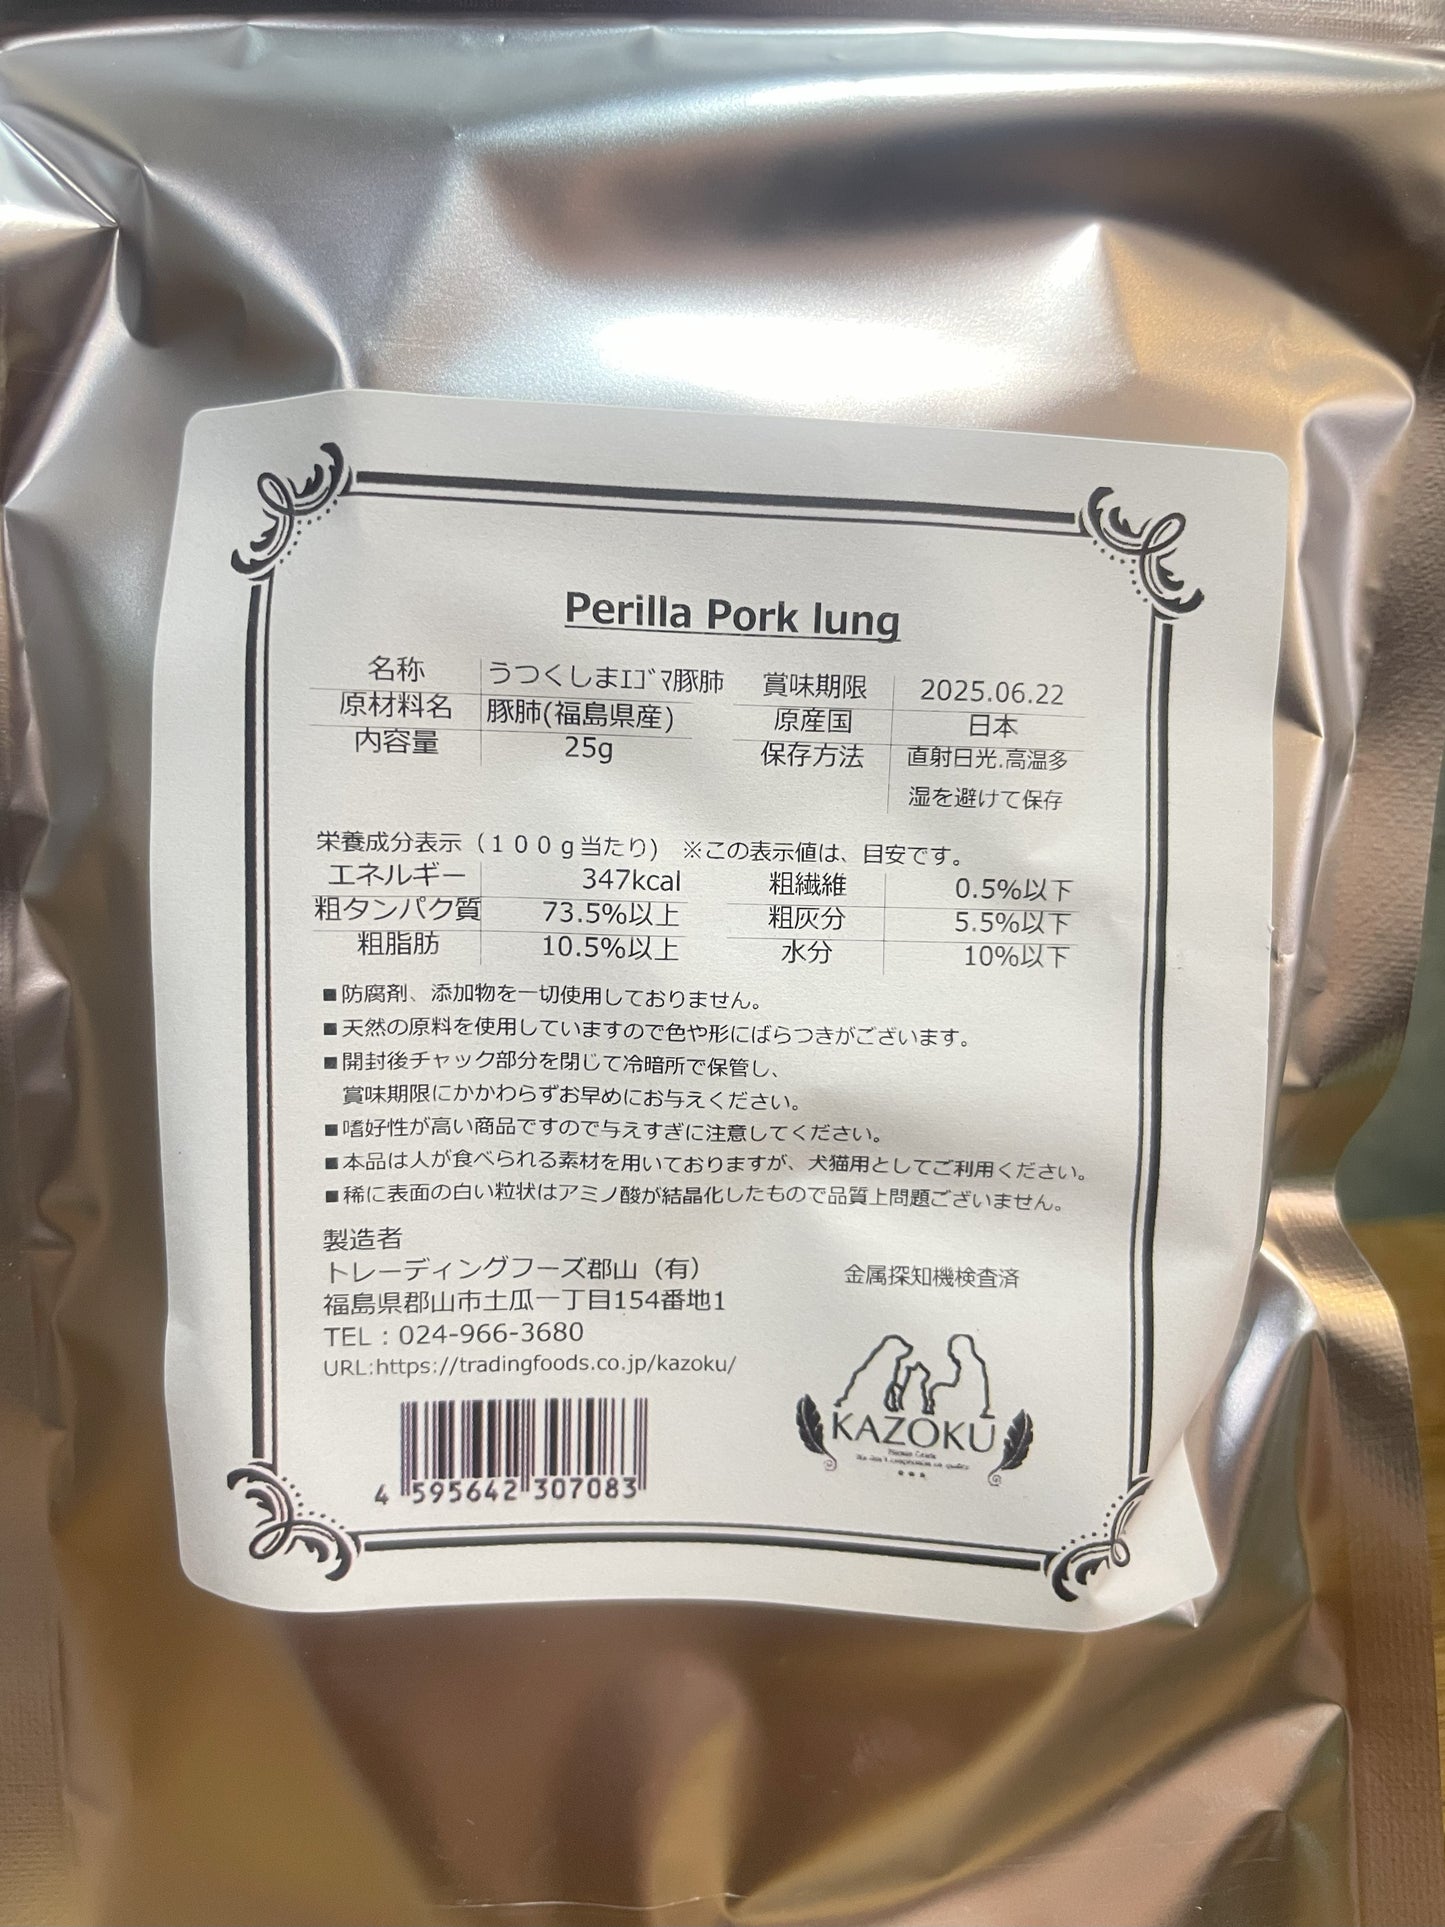 Perilla Pork lung
名称 うつくしまｴｺﾞﾏ豚肺 賞味期限 2025.06.22
原材料名 豚肺(福島県産) 原産国 日本
内容量 25g 保存方法 直射日光.高温多
湿を避けて保存
栄養成分表示（１００ｇ当たり) ※この表示値は、目安です。
エネルギー 347kcal 粗繊維 0.5%以下
粗タンパク質 73.5%以上 粗灰分 5.5%以下
粗脂肪 10.5%以上 水分 10%以下
■防腐剤、添加物を一切使用しておりません。
■天然の原料を使用していますので色や形にばらつきがございます。
■開封後チャック部分を閉じて冷暗所で保管し、
賞味期限にかかわらずお早めにお与えください。
■嗜好性が高い商品ですので与えすぎに注意してください。
■本品は人が食べられる素材を用いておりますが、犬猫用としてご利用ください。
■稀に表面の白い粒状はアミノ酸が結晶化したもので品質上問題ございません。
製造者
トレーディングフーズ郡山（有）
福島県郡山市土瓜一丁目154番地1
TEL：024-966-3680
URL:https://tradingfoods.co.jp/kazoku/
金属探知機検査済
KAZOKU
4 595642 307083